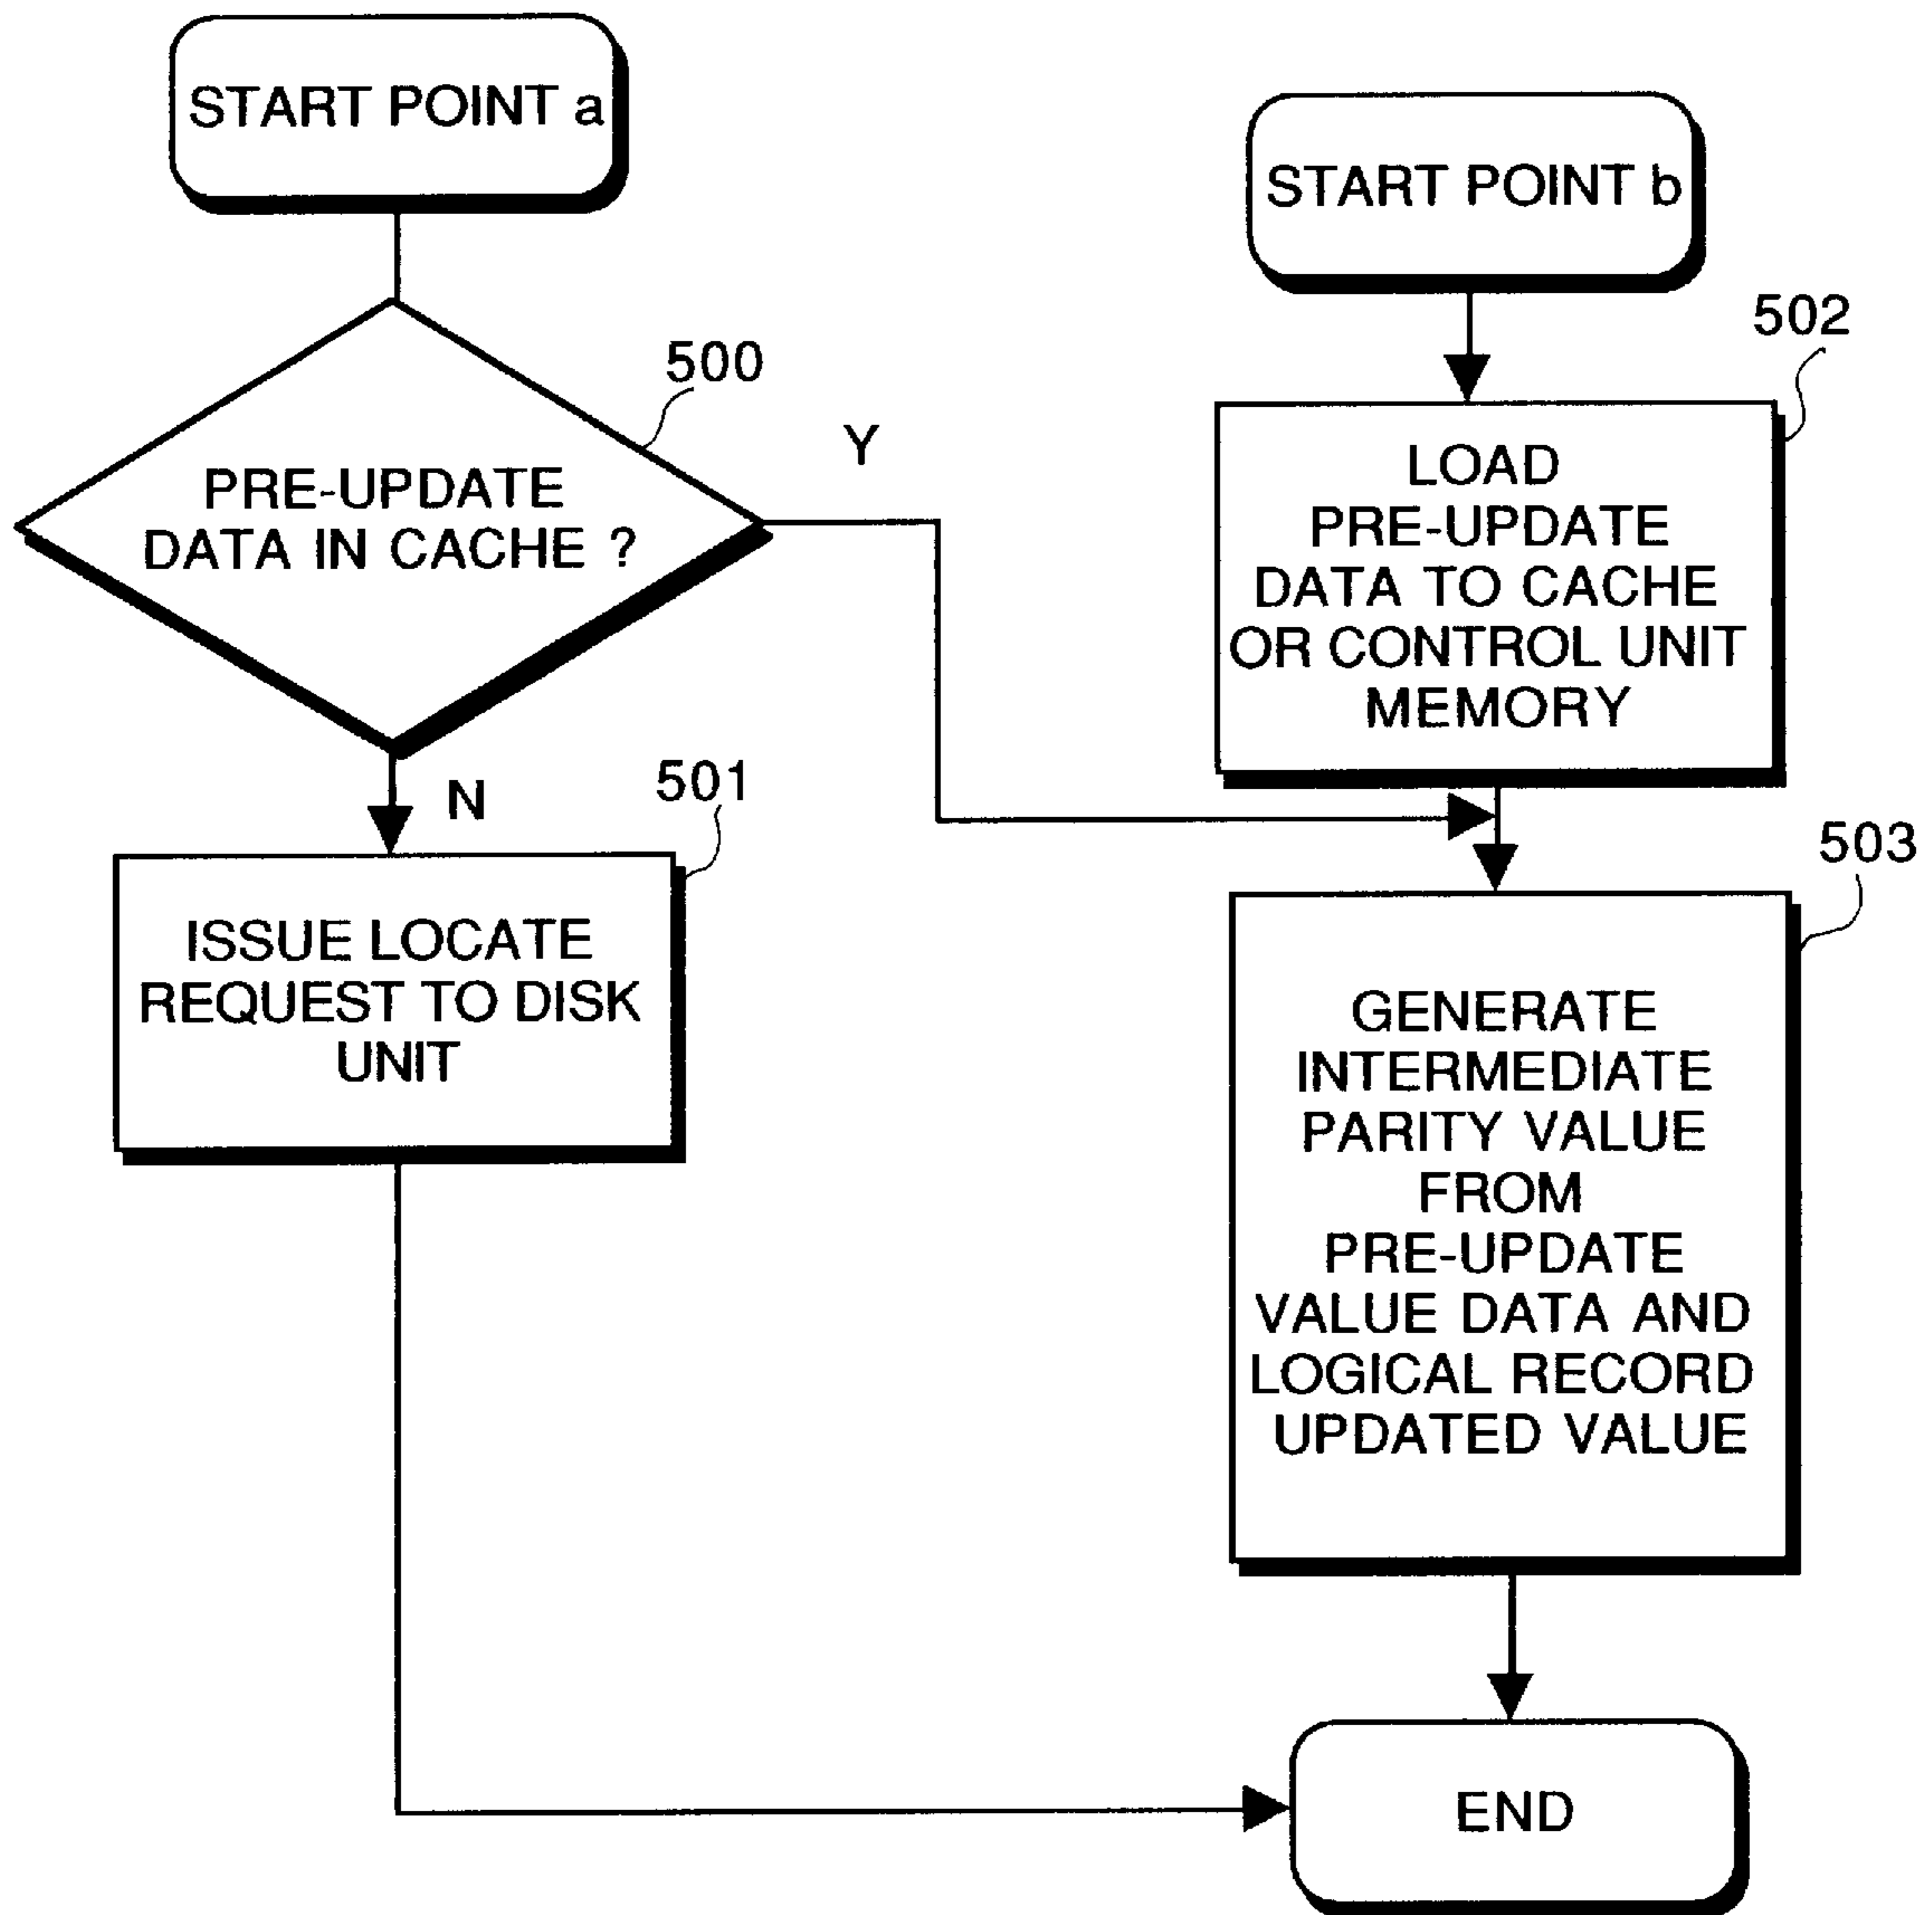 START POINT a
START POINT b
500
502
Y
PRE-UPDATE
DATA IN CACHE ?
LOAD
PRE-UPDATE
DATA TO CACHE
OR CONTROL UNIT
MEMORY
N
501
503
ISSUE LOCATE
REQUEST TO DISK
UNIT
GENERATE
INTERMEDIATE
PARITY VALUE
FROM
PRE-UPDATE
VALUE DATA AND
LOGICAL RECORD
UPDATED VALUE
END